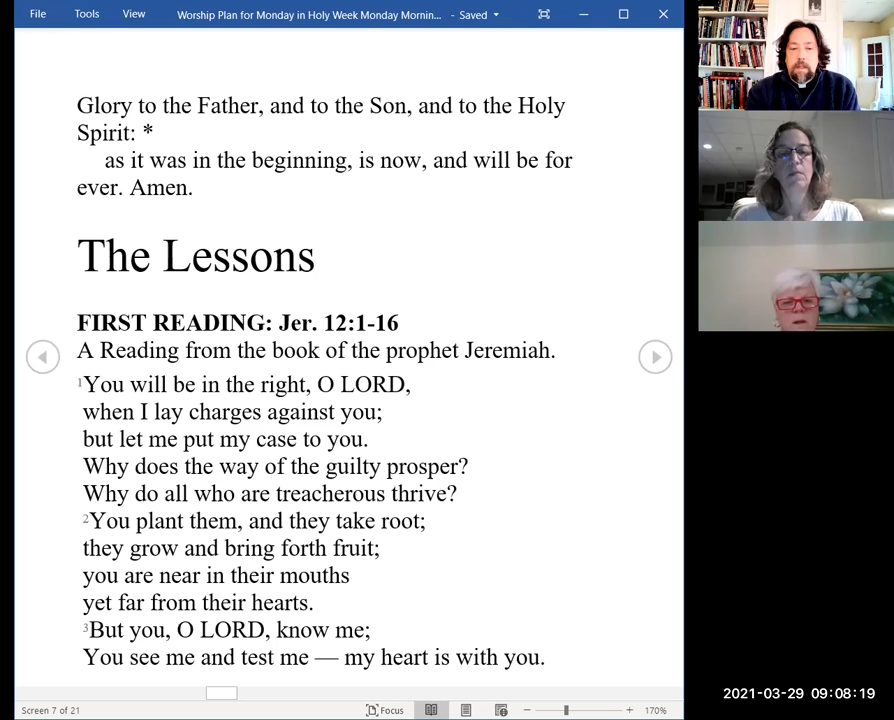 File Tools View Worship Plan for Monday in Holy Week Monday Mornin... - Saved
Glory to the Father, and to the Son, and to the Holy
Spirit: *
as it was in the beginning, is now, and will be for
ever. Amen.
The Lessons
FIRST READING: Jer. 12:1-16
A Reading from the book of the prophet Jeremiah.
1You will be in the right, O LORD,
when I lay charges against you;
but let me put my case to you.
Why does the way of the guilty prosper?
Why do all who are treacherous thrive?
2You plant them, and they take root;
they grow and bring forth fruit;
you are near in their mouths
yet far from their hearts.
3But you, O LORD, know me;
You see me and test me — my heart is with you.
Screen 7 of 21 Focus 170%
2021-03-29 09:08:19